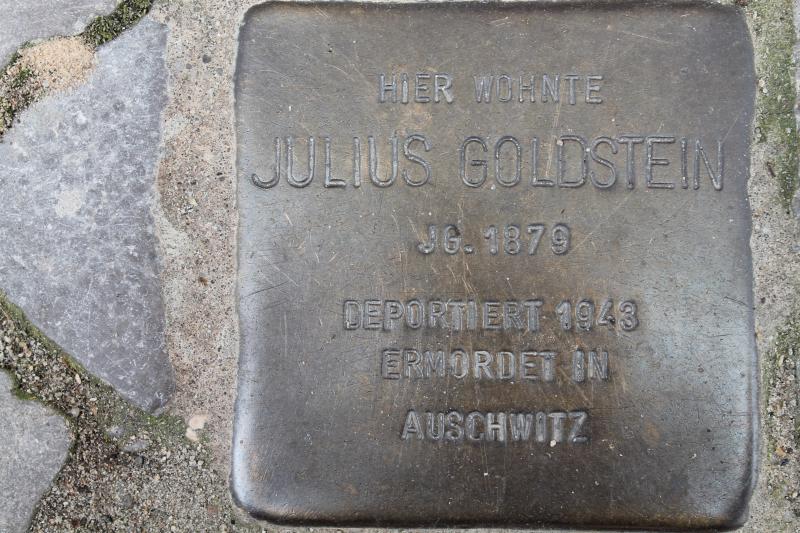 HIER WOHNTE
JULIUS GOLDSTEIN
JG. 1879
DEPORTIERT 1943
ERMORDET IN
AUSCHWITZ